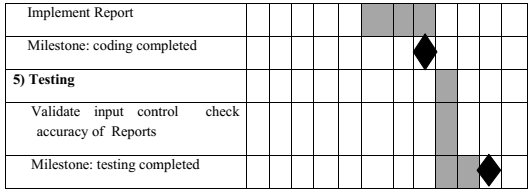 Implement Report
Milestone: coding completed
5) Testing
Validate input control check
accuracy of Reports
Milestone: testing completed